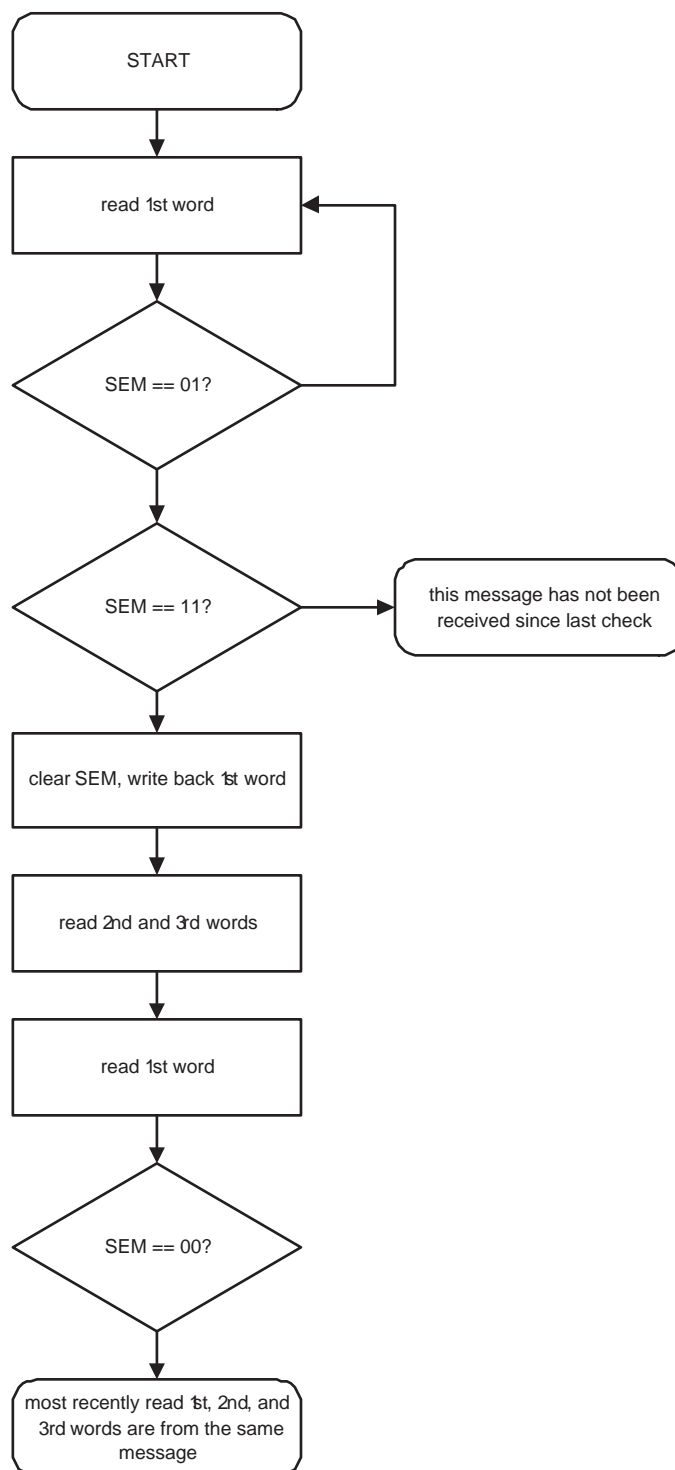 START
read 1st word
SEM == 01?
SEM == 11?
this message has not been
received since last check
clear SEM, write back 1st word
read 2nd and 3rd words
read 1st word
SEM == 00?
most recently read 1st, 2nd, and
3rd words are from the same
message